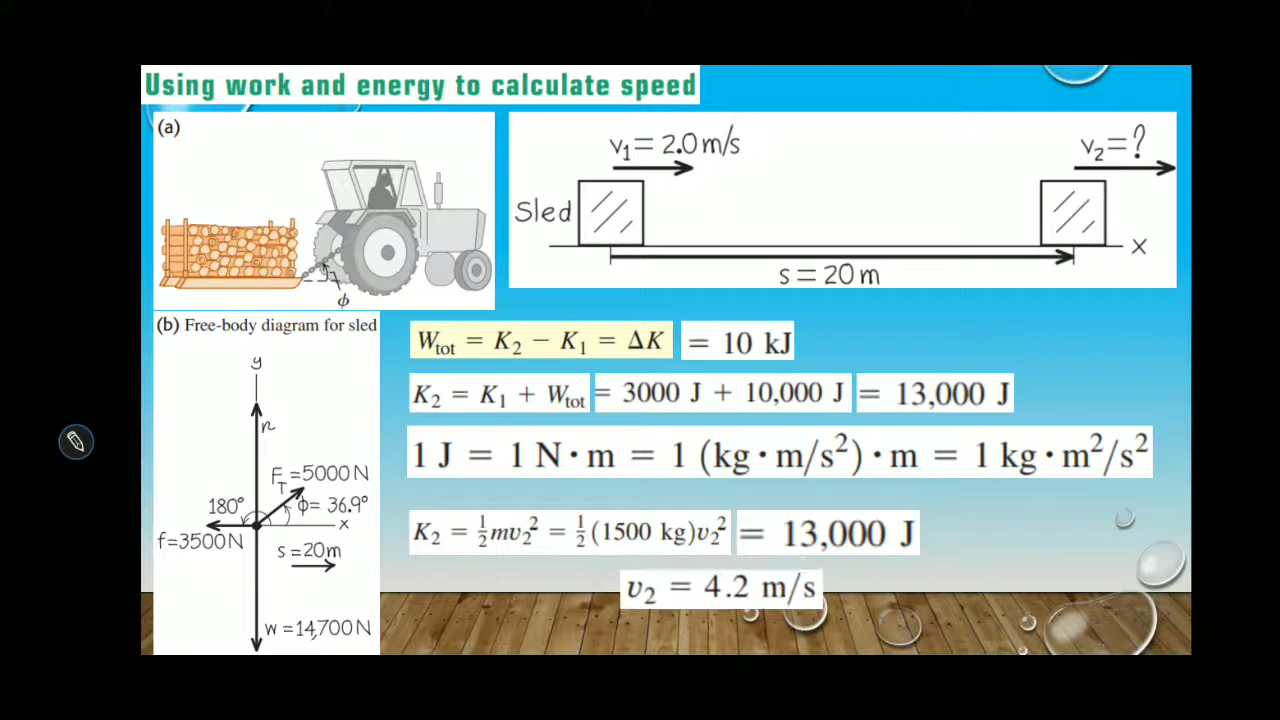 Using work and energy to calculate speed
(a)
ϕ
v₁ = 2.0 m/s
v₂ = ?
Sled
x
s = 20 m
(b) Free-body diagram for sled
y
n
F_T = 5000 N
180°
ϕ = 36.9°
x
f = 3500 N
s = 20m
w = 14,700 N
W_tot = K₂ − K₁ = ΔK = 10 kJ
K₂ = K₁ + W_tot = 3000 J + 10,000 J = 13,000 J
1 J = 1 N · m = 1 (kg · m/s²) · m = 1 kg · m²/s²
K₂ = ½mv₂² = ½(1500 kg)v₂² = 13,000 J
v₂ = 4.2 m/s